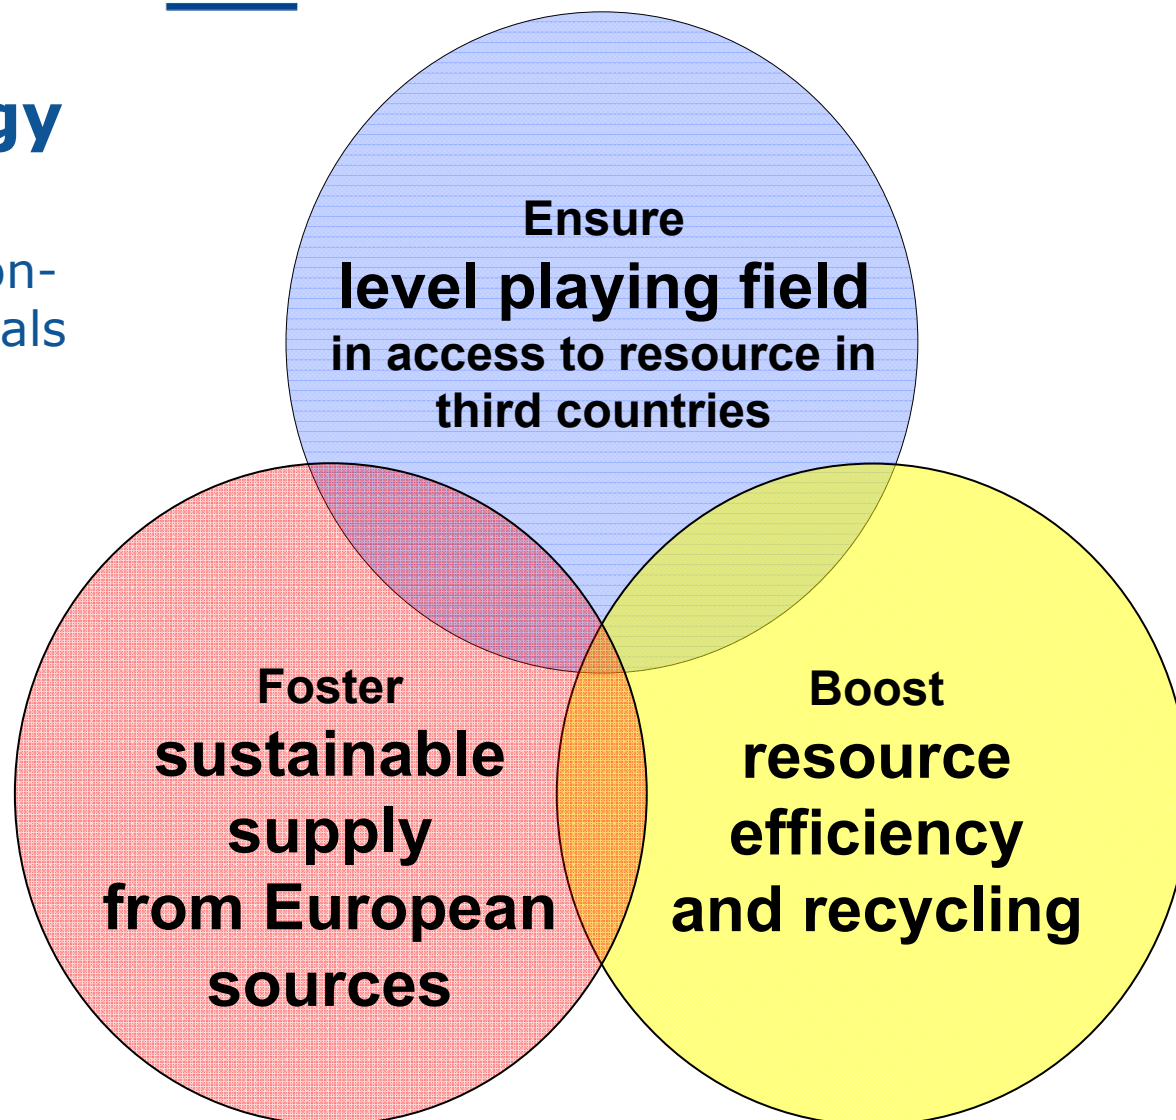 gy
on-
als
Ensure
level playing field
in access to resource in
third countries
Foster
sustainable
supply
from European
sources
Boost
resource
efficiency
and recycling